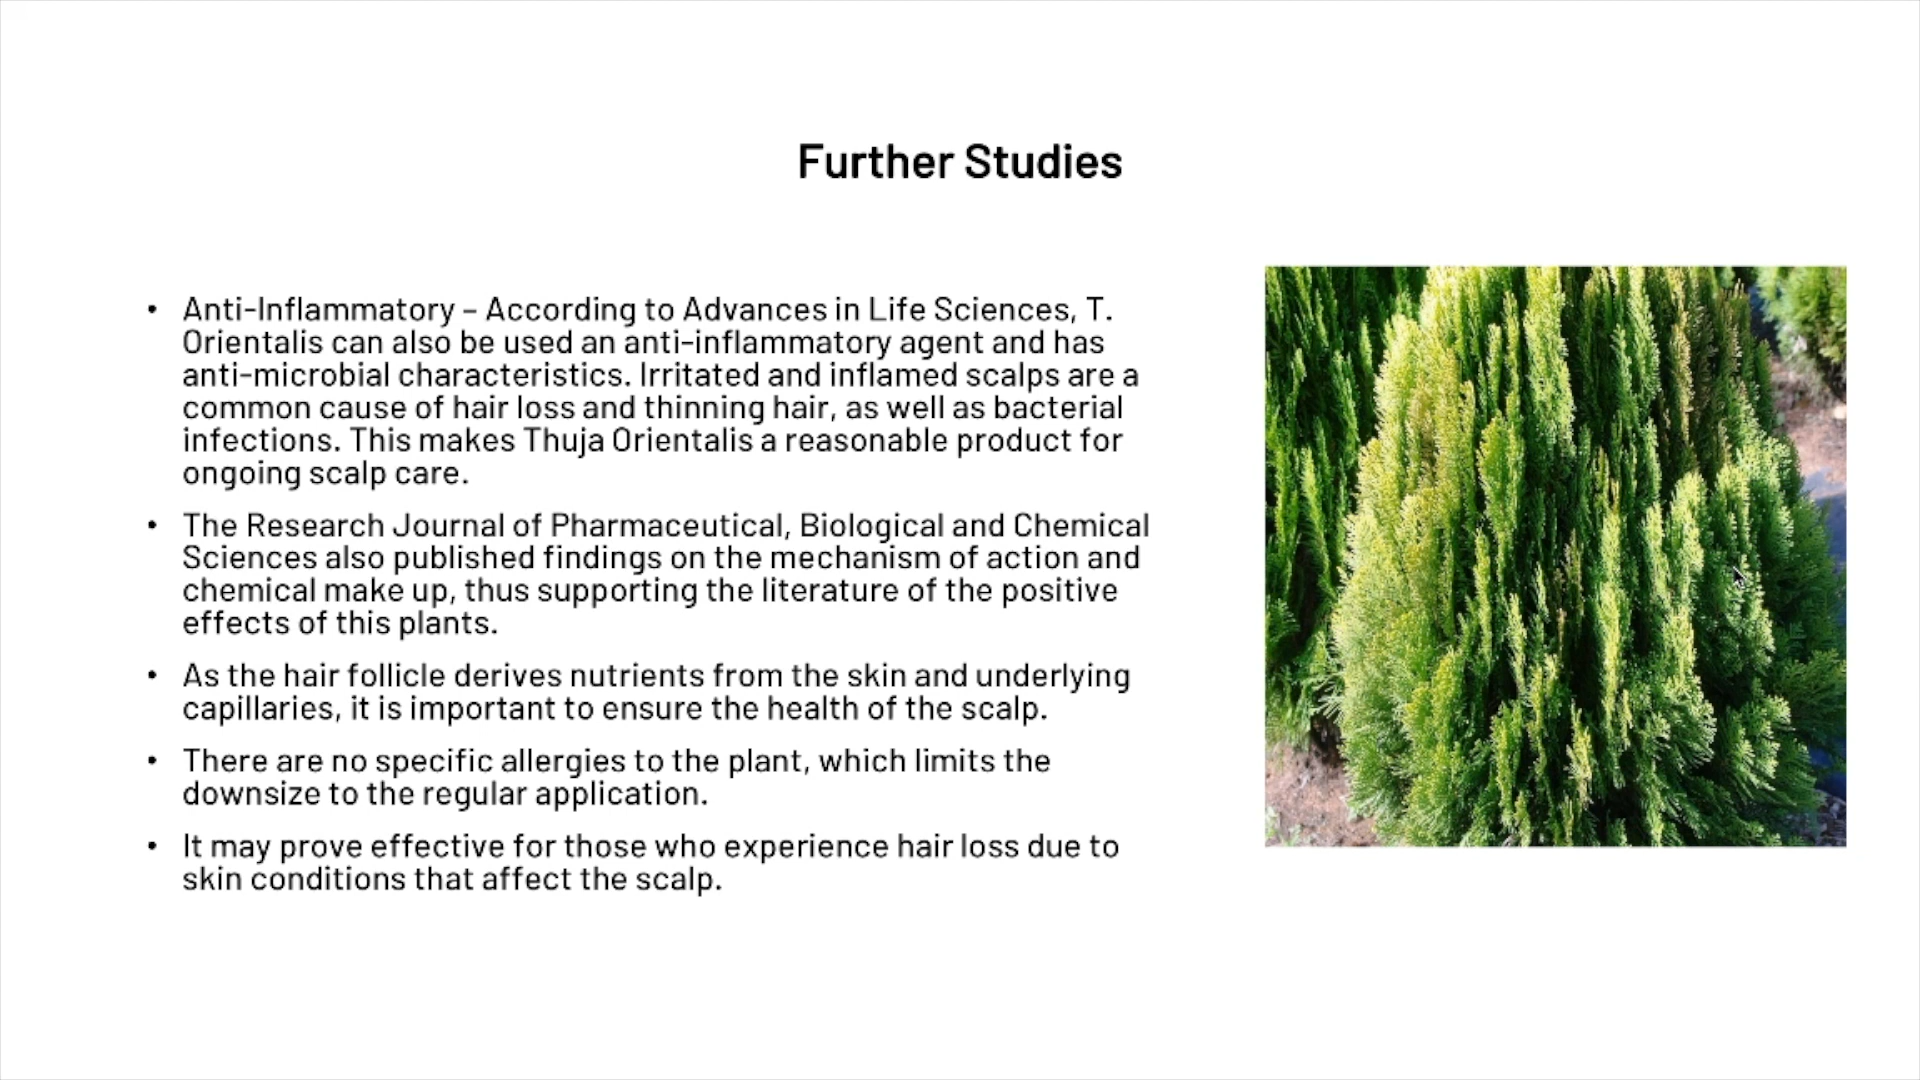 Further Studies
• Anti-Inflammatory – According to Advances in Life Sciences, T.
Orientalis can also be used an anti-inflammatory agent and has
anti-microbial characteristics. Irritated and inflamed scalps are a
common cause of hair loss and thinning hair, as well as bacterial
infections. This makes Thuja Orientalis a reasonable product for
ongoing scalp care.
• The Research Journal of Pharmaceutical, Biological and Chemical
Sciences also published findings on the mechanism of action and
chemical make up, thus supporting the literature of the positive
effects of this plants.
• As the hair follicle derives nutrients from the skin and underlying
capillaries, it is important to ensure the health of the scalp.
• There are no specific allergies to the plant, which limits the
downsize to the regular application.
• It may prove effective for those who experience hair loss due to
skin conditions that affect the scalp.